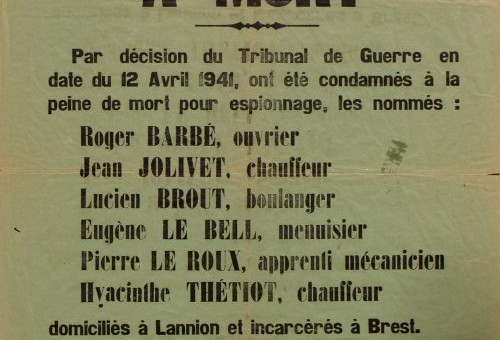 A MORT
Par décision du Tribunal de Guerre en
date du 12 Avril 1941, ont été condamnés à la
peine de mort pour espionnage, les nommés :
Roger BARBÉ, ouvrier
Jean JOLIVET, chauffeur
Lucien BROUT, boulanger
Eugène LE BELL, menuisier
Pierre LE ROUX, apprenti mécanicien
Hyacinthe THÉTIOT, chauffeur
domiciliés à Lannion et incarcérés à Brest.